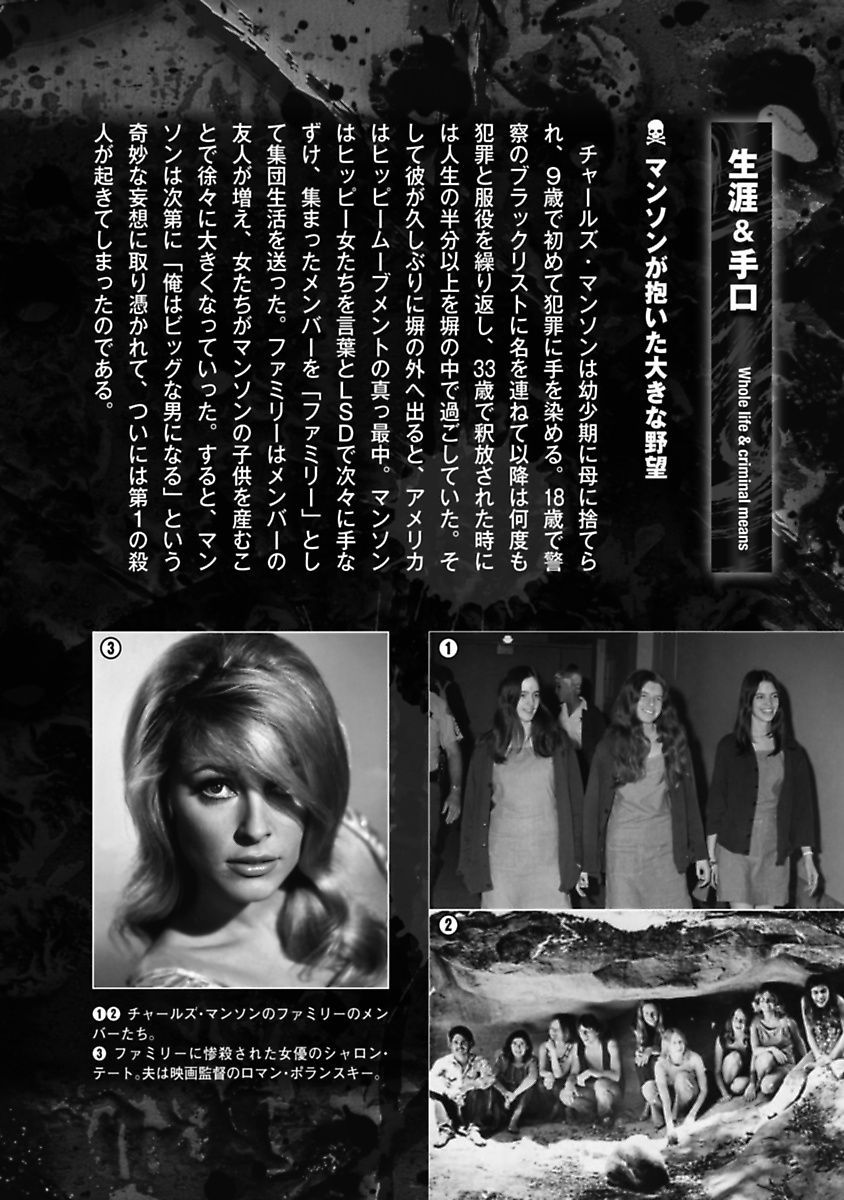 生涯&手口
Whole life & criminal means
マンソンが抱いた大きな野望
チャールズ・マンソンは幼少期に母に捨てら
れ、9歳で初めて犯罪に手を染める。18歳で警
察のブラックリストに名を連ねて以降は何度も
犯罪と服役を繰り返し、33歳で釈放された時に
は人生の半分以上を塀の中で過ごしていた。そ
して彼が久しぶりに塀の外へ出ると、アメリカ
はヒッピームーブメントの真っ最中。マンソン
はヒッピー女たちを言葉とLSDで次々に手な
ずけ、集まったメンバーを「ファミリー」とし
て集団生活を送った。ファミリーはメンバーの
友人が増え、女たちがマンソンの子供を産むこ
とで徐々に大きくなっていった。すると、マン
ソンは次第に「俺はビッグな男になる」という
奇妙な妄想に取り憑かれて、ついには第1の殺
人が起きてしまったのである。
❶
❷
③
❶❷ チャールズ・マンソンのファミリーのメン
バーたち。
❸ ファミリーに惨殺された女優のシャロン・
テート。夫は映画監督のロマン・ポランスキー。